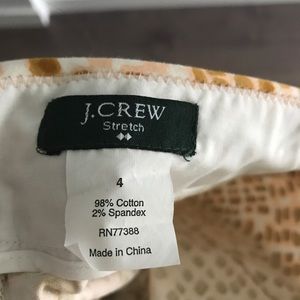 J.CREW
Stretch
4
98% Cotton
2% Spandex
RN77388
Made in China